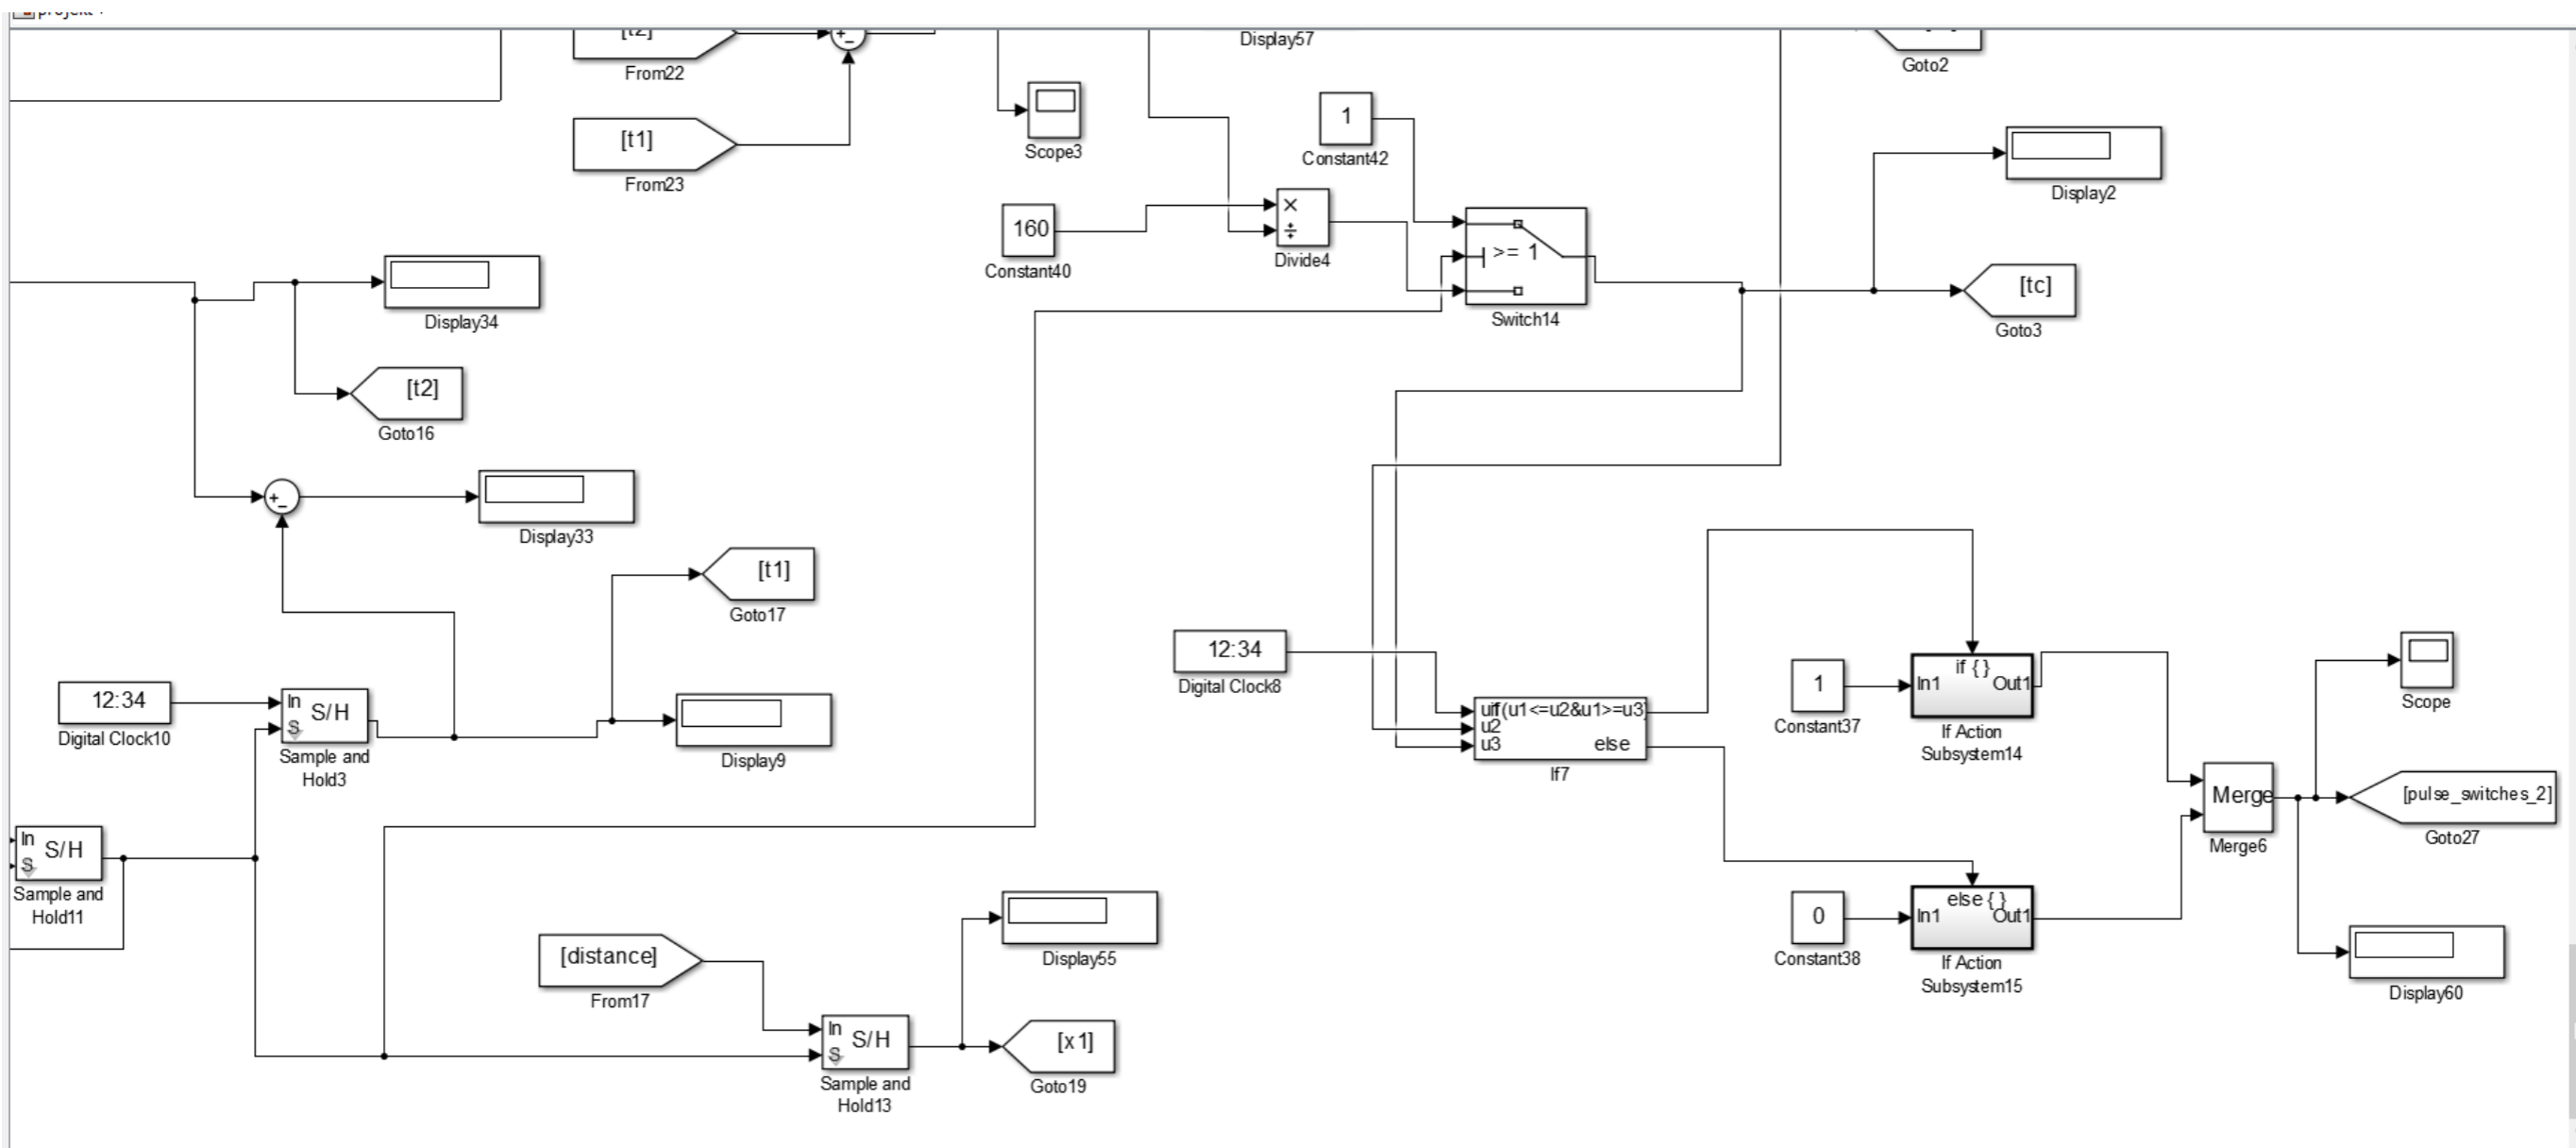 [t2]
From22
Display57
Goto2
Scope3
1
Constant42
[t1]
From23
Display2
160
Constant40
×
÷
Divide4
>= 1
Switch14
[tc]
Goto3
Display34
[t2]
Goto16
Display33
[t1]
Goto17
12:34
Digital Clock10
In
S
S/H
Sample and
Hold3
Display9
12:34
Digital Clock8
if(u1<=u2&u1>=u3)
u2
u3
else
If7
1
Constant37
if { }
In1
Out1
If Action
Subsystem14
Scope
Merge
Merge6
[pulse_switches_2]
Goto27
In
S
S/H
Sample and
Hold11
0
Constant38
else { }
In1
Out1
If Action
Subsystem15
Display60
[distance]
From17
Display55
In
S
S/H
Sample and
Hold13
[x1]
Goto19